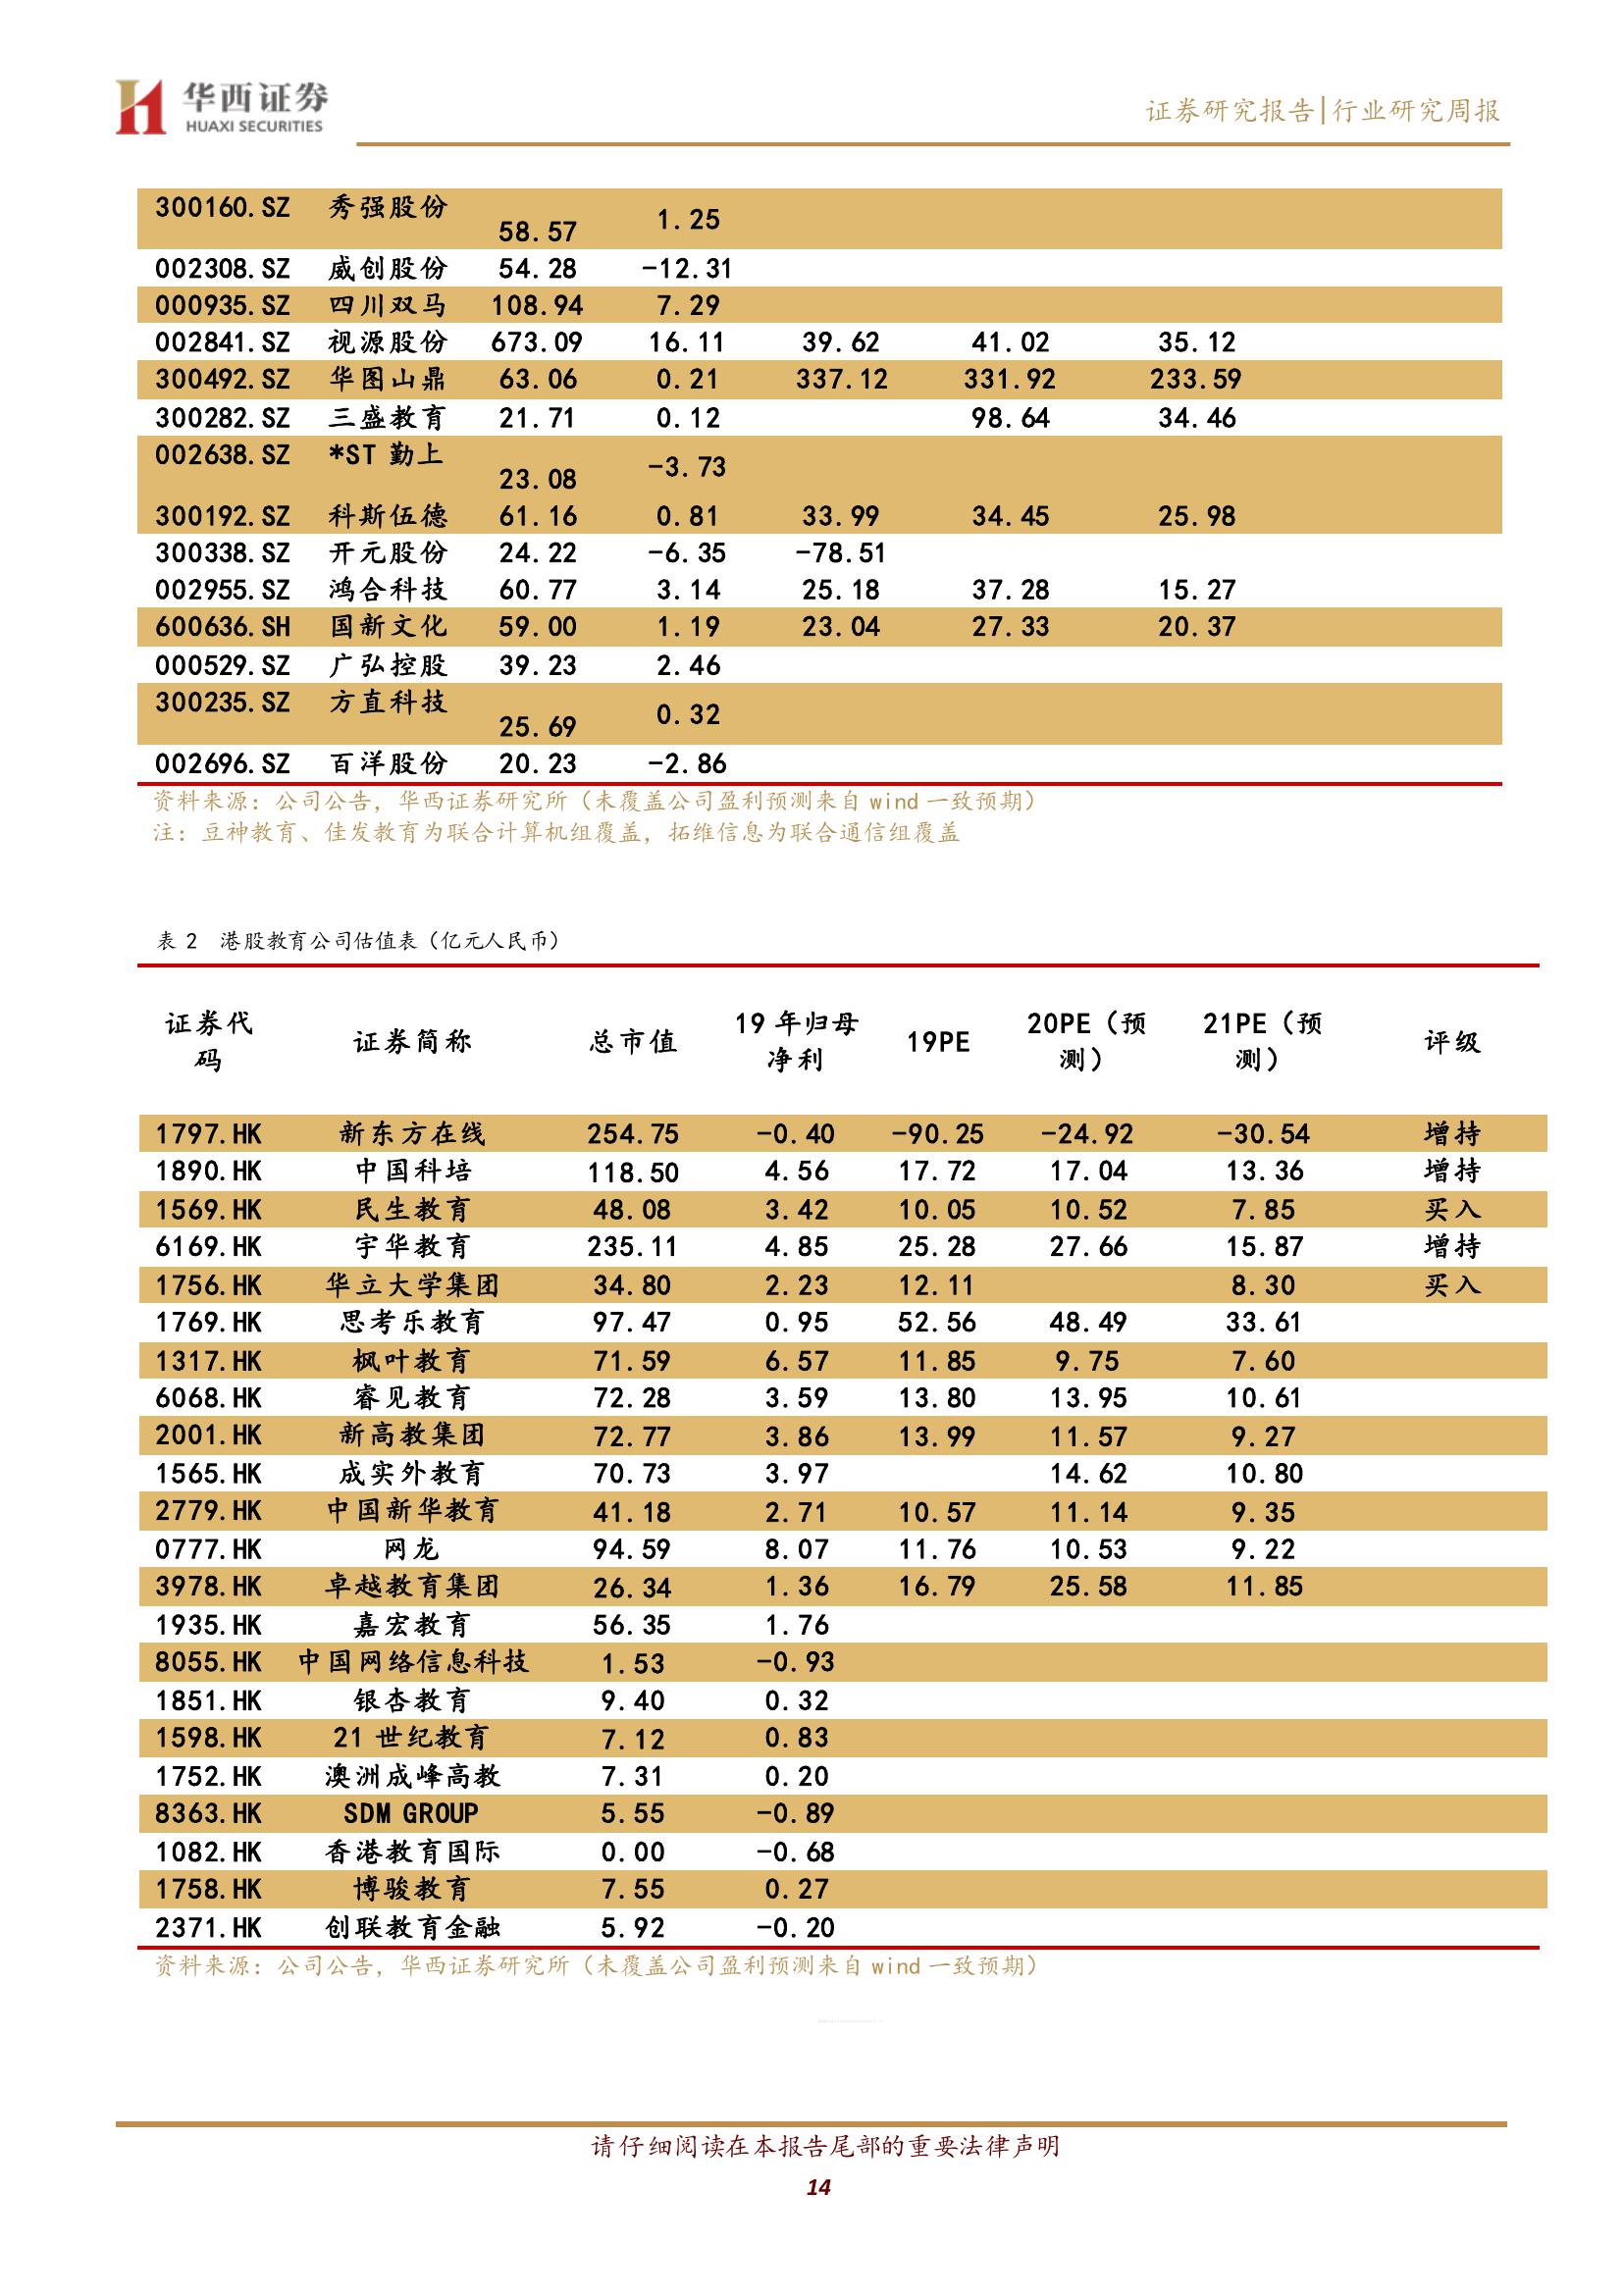 华西证券
HUAXI SECURITIES
证券研究报告|行业研究周报
300160.SZ 秀强股份 58.57 1.25
002308.SZ 威创股份 54.28 -12.31
000935.SZ 四川双马 108.94 7.29
002841.SZ 视源股份 673.09 16.11 39.62 41.02 35.12
300492.SZ 华图山鼎 63.06 0.21 337.12 331.92 233.59
300282.SZ 三盛教育 21.71 0.12 98.64 34.46
002638.SZ *ST 勤上 23.08 -3.73
300192.SZ 科斯伍德 61.16 0.81 33.99 34.45 25.98
300338.SZ 开元股份 24.22 -6.35 -78.51
002955.SZ 鸿合科技 60.77 3.14 25.18 37.28 15.27
600636.SH 国新文化 59.00 1.19 23.04 27.33 20.37
000529.SZ 广弘控股 39.23 2.46
300235.SZ 方直科技 25.69 0.32
002696.SZ 百洋股份 20.23 -2.86
资料来源：公司公告，华西证券研究所（未覆盖公司盈利预测来自 wind 一致预期）
注：豆神教育、佳发教育为联合计算机组覆盖，拓维信息为联合通信组覆盖
表 2 港股教育公司估值表（亿元人民币）
证券代码 证券简称 总市值 19 年归母净利 19PE 20PE（预测） 21PE（预测） 评级
1797.HK 新东方在线 254.75 -0.40 -90.25 -24.92 -30.54 增持
1890.HK 中国科培 118.50 4.56 17.72 17.04 13.36 增持
1569.HK 民生教育 48.08 3.42 10.05 10.52 7.85 买入
6169.HK 宇华教育 235.11 4.85 25.28 27.66 15.87 增持
1756.HK 华立大学集团 34.80 2.23 12.11 8.30 买入
1769.HK 思考乐教育 97.47 0.95 52.56 48.49 33.61
1317.HK 枫叶教育 71.59 6.57 11.85 9.75 7.60
6068.HK 睿见教育 72.28 3.59 13.80 13.95 10.61
2001.HK 新高教集团 72.77 3.86 13.99 11.57 9.27
1565.HK 成实外教育 70.73 3.97 14.62 10.80
2779.HK 中国新华教育 41.18 2.71 10.57 11.14 9.35
0777.HK 网龙 94.59 8.07 11.76 10.53 9.22
3978.HK 卓越教育集团 26.34 1.36 16.79 25.58 11.85
1935.HK 嘉宏教育 56.35 1.76
8055.HK 中国网络信息科技 1.53 -0.93
1851.HK 银杏教育 9.40 0.32
1598.HK 21 世纪教育 7.12 0.83
1752.HK 澳洲成峰高教 7.31 0.20
8363.HK SDM GROUP 5.55 -0.89
1082.HK 香港教育国际 0.00 -0.68
1758.HK 博骏教育 7.55 0.27
2371.HK 创联教育金融 5.92 -0.20
资料来源：公司公告，华西证券研究所（未覆盖公司盈利预测来自 wind 一致预期）
请仔细阅读在本报告尾部的重要法律声明
14